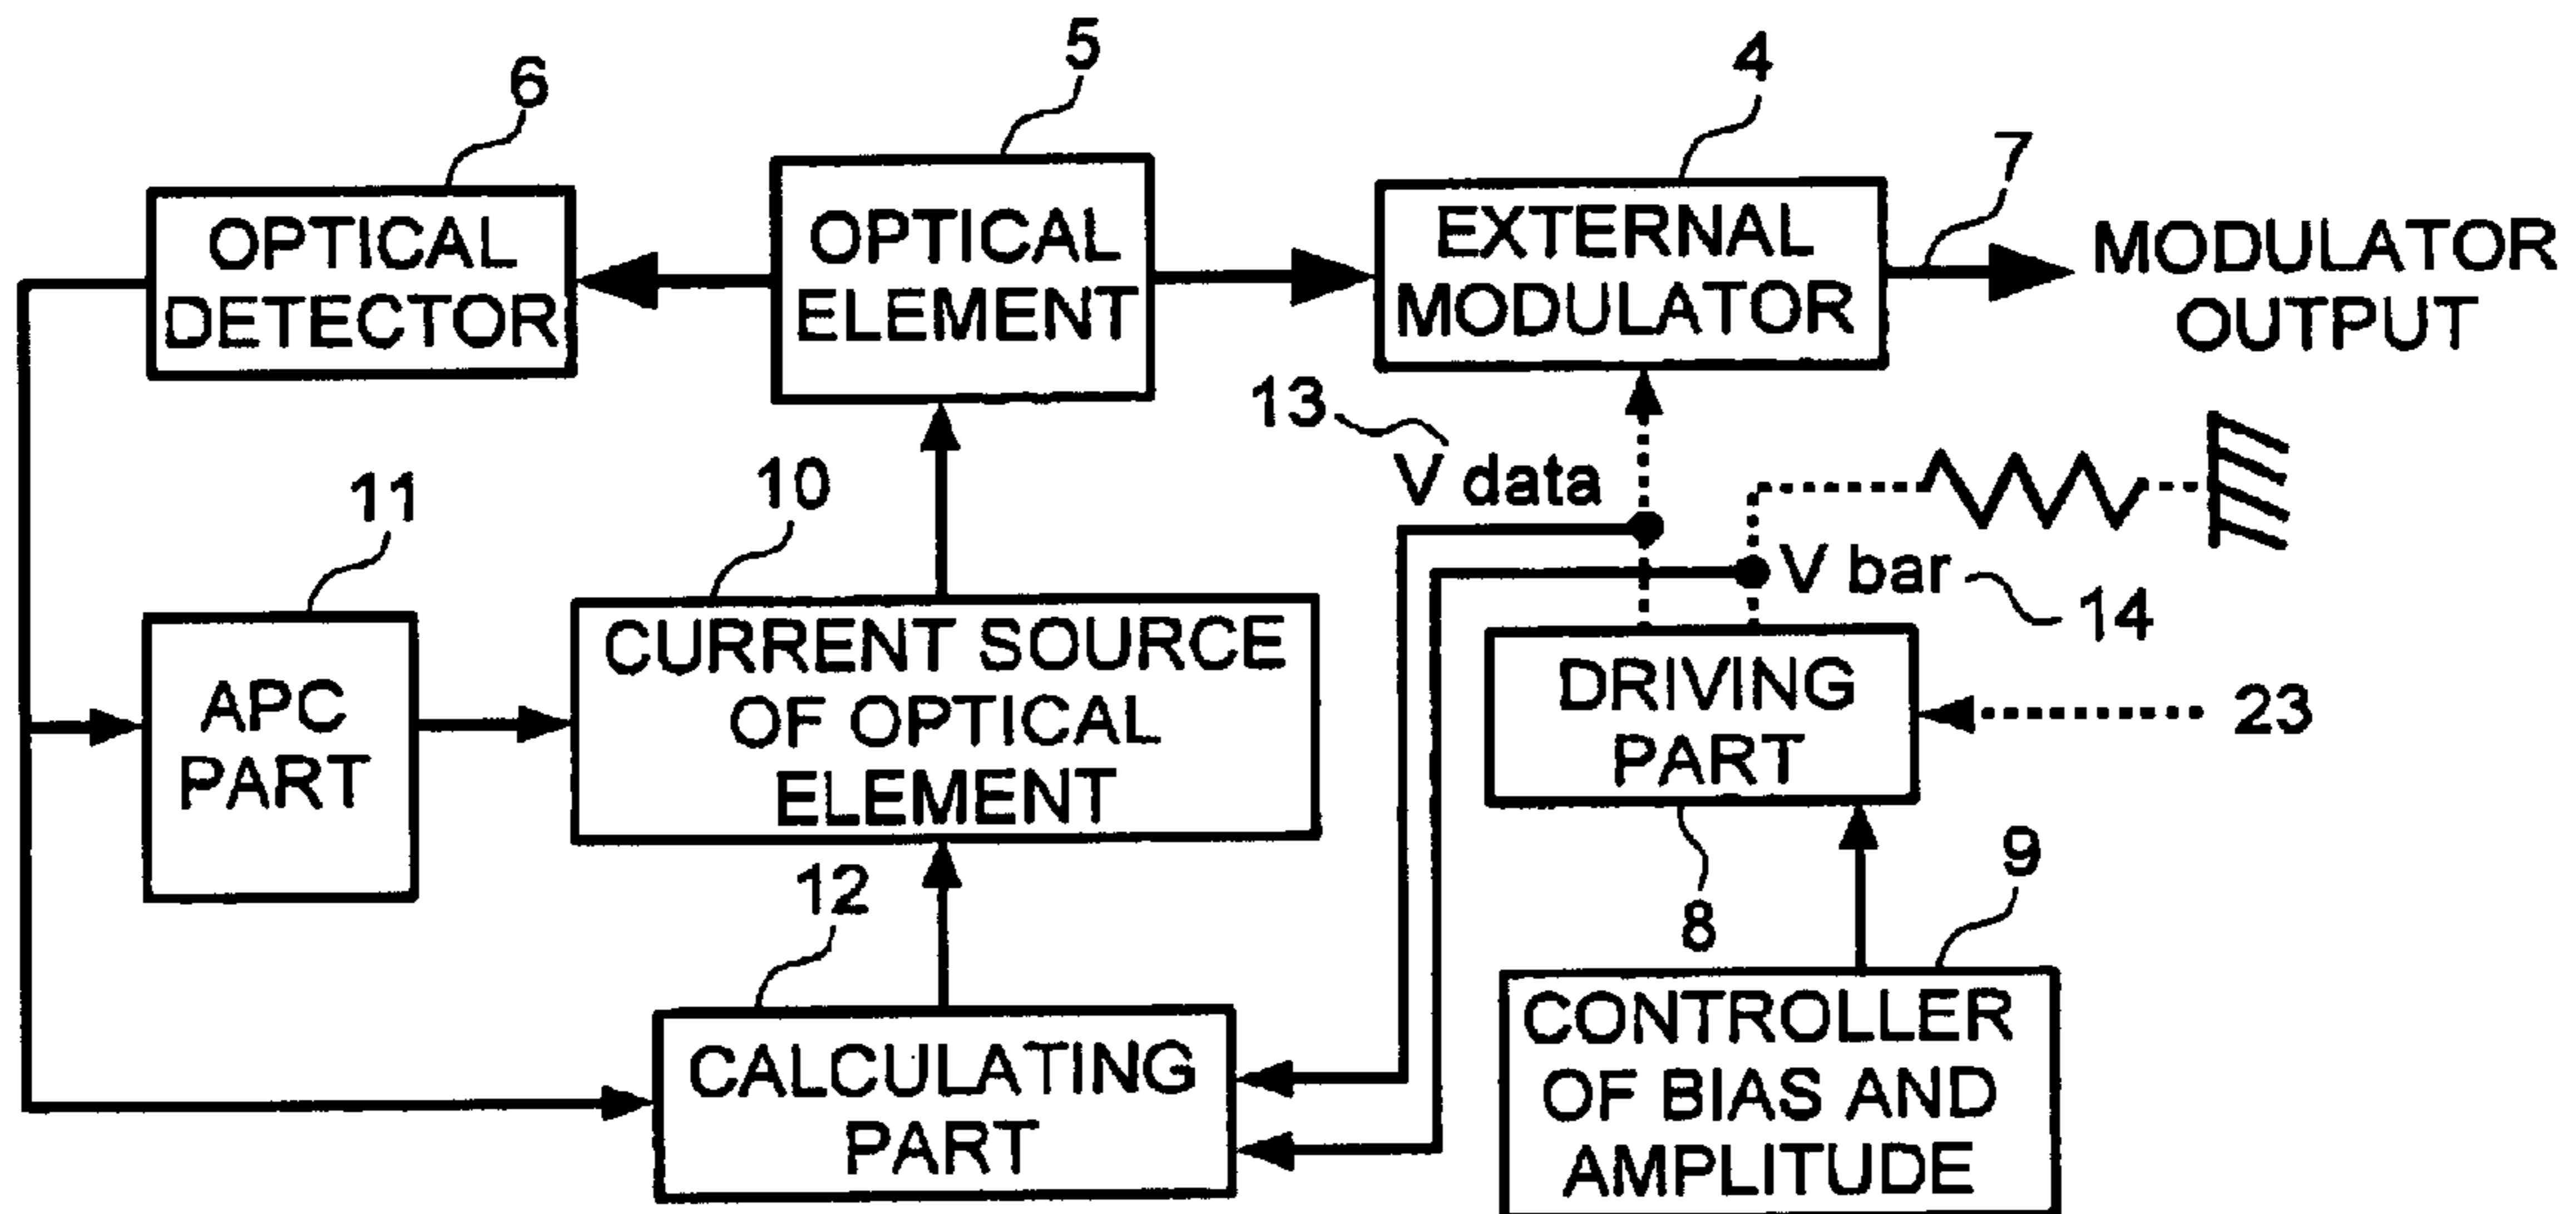 5
4
6
7
OPTICAL
DETECTOR
OPTICAL
ELEMENT
EXTERNAL
MODULATOR
MODULATOR
OUTPUT
13
V data
11
10
V bar
14
APC
PART
CURRENT SOURCE
OF OPTICAL
ELEMENT
DRIVING
PART
23
12
8
9
CALCULATING
PART
CONTROLLER
OF BIAS AND
AMPLITUDE